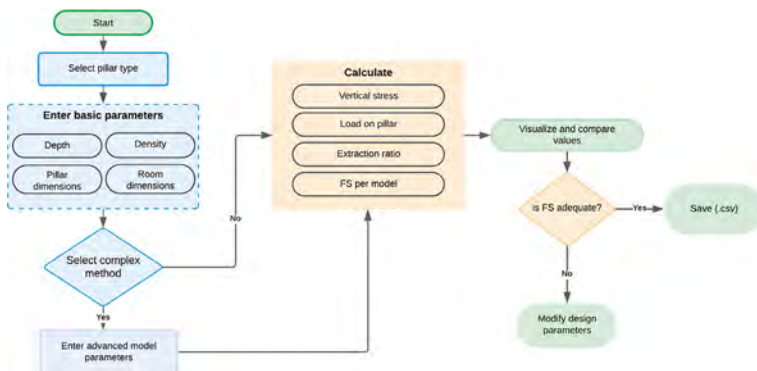 Start
Select pillar type
Enter basic parameters
Depth
Density
Pillar
dimensions
Room
dimensions
Select complex
method
No
Yes
Enter advanced model
parameters
Calculate
Vertical stress
Load on pillar
Extraction ratio
FS per model
Visualize and compare
values
is FS adequate?
Yes
Save (.csv)
No
Modify design
parameters